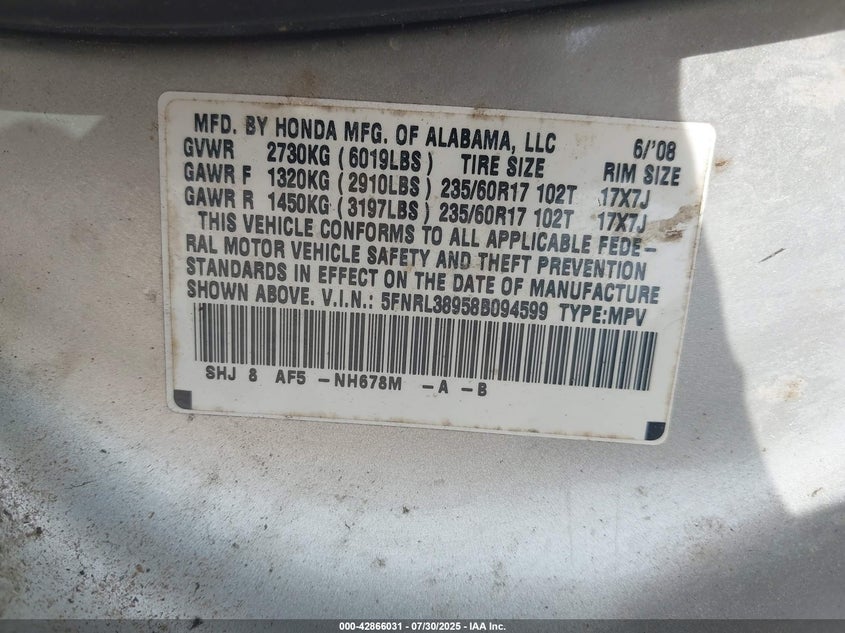 MFD. BY HONDA MFG. OF ALABAMA, LLC 6/'08
GVWR 2730KG (6019LBS) TIRE SIZE RIM SIZE
GAWR F 1320KG (2910LBS) 235/60R17 102T 17X7J
GAWR R 1450KG (3197LBS) 235/60R17 102T 17X7J
THIS VEHICLE CONFORMS TO ALL APPLICABLE FEDE-
RAL MOTOR VEHICLE SAFETY AND THEFT PREVENTION
STANDARDS IN EFFECT ON THE DATE OF MANUFACTURE
SHOWN ABOVE. V.I.N.: 5FNRL38958B094599 TYPE:MPV
SHJ 8 AF5 -NH678M -A -B
000-42866031 | 07/30/2025 | IAA Inc.